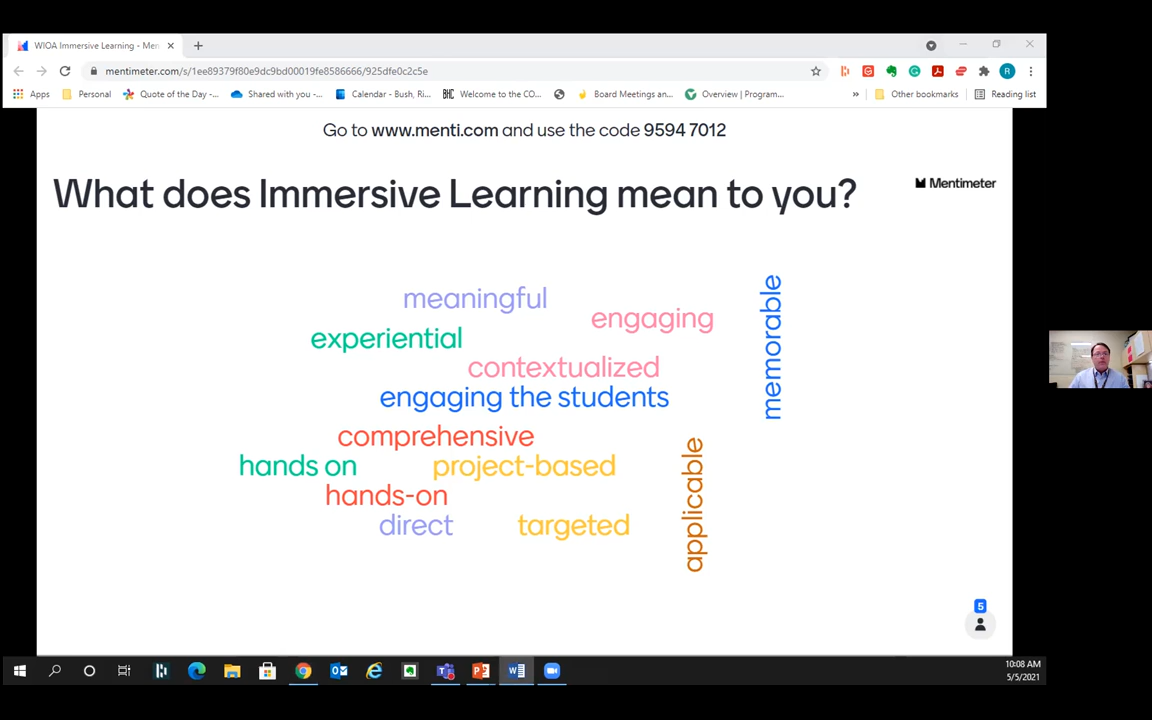 WIOA Immersive Learning - Men
mentimeter.com/s/1ee89379f80e9dc9bd00019fe8586666/925dfe0c2c5e
Apps Personal Quote of the Day -... Shared with you -... Calendar - Bush, Ri... BHC Welcome to the CO... Board Meetings an... Overview | Program... » Other bookmarks Reading list
Go to www.menti.com and use the code 9594 7012
What does Immersive Learning mean to you?
Mentimeter
meaningful
engaging
memorable
experiential
contextualized
engaging the students
comprehensive
hands on
project-based
applicable
hands-on
direct
targeted
5
10:08 AM
5/5/2021